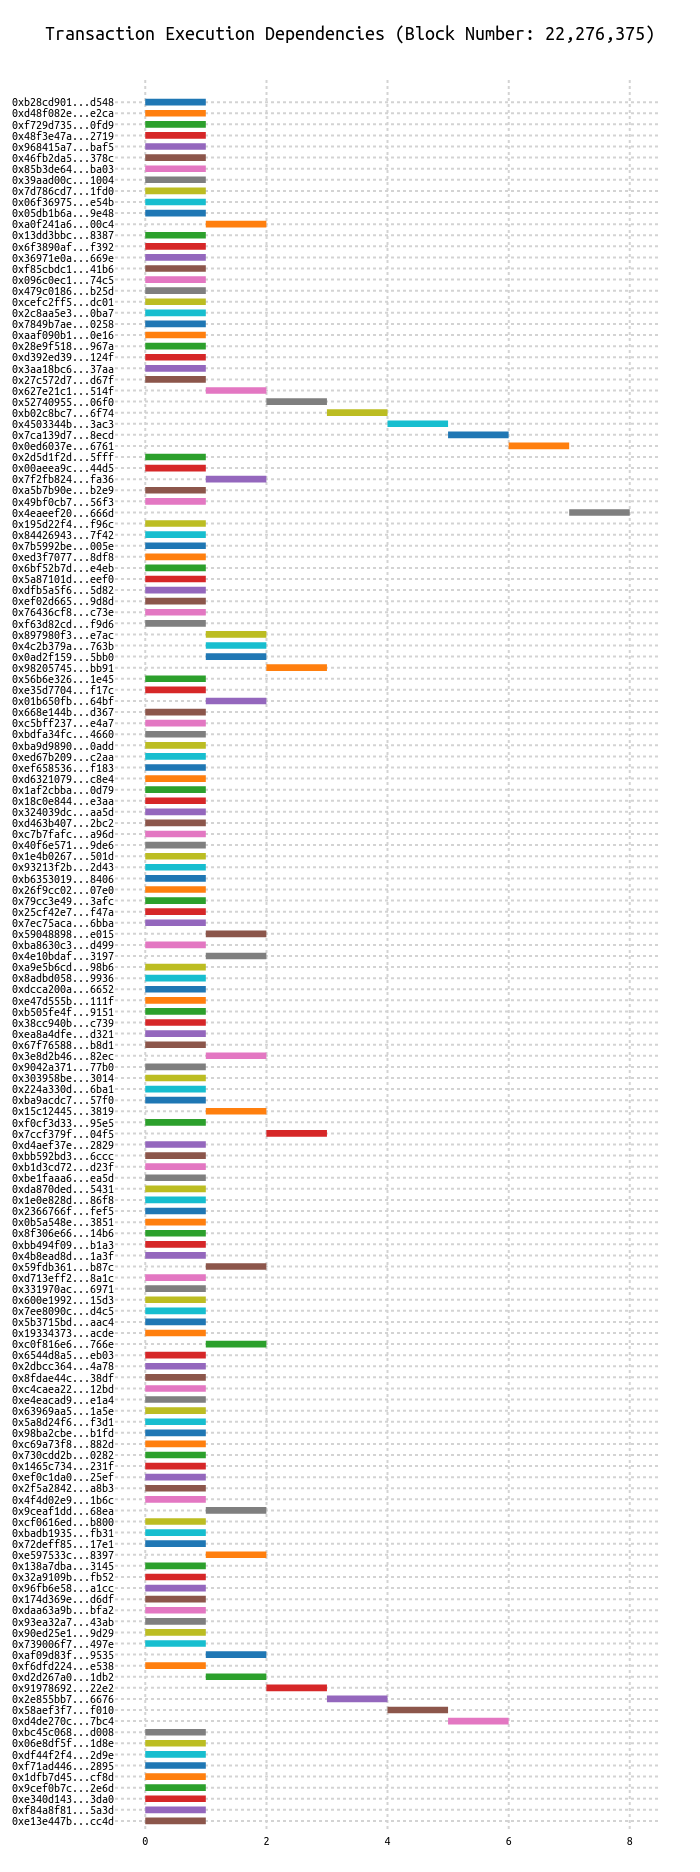 Transaction Execution Dependencies (Block Number: 22,276,375)
0xb28cd901...d548
0xd48f082e...e2ca
0xf729d735...0fd9
0x48f3e47a...2719
0x968415a7...baf5
0x46fb2da5...378c
0x85b3de64...ba03
0x39aad00c...1004
0x7d786cd7...1fd0
0x06f36975...e54b
0x05db1b6a...9e48
0xa0f241a6...00c4
0x13dd3bbc...8387
0x6f3890af...f392
0x36971e0a...669e
0xf85cbdc1...41b6
0x096c0ec1...74c5
0x479c0186...b25d
0xcefc2ff5...dc01
0x2c8aa5e3...0ba7
0x7849b7ae...0258
0xaaf090b1...0e16
0x28e9f518...967a
0xd392ed39...124f
0x3aa18bc6...37aa
0x27c572d7...d67f
0x627e21c1...514f
0x52740955...06f0
0xb02c8bc7...6f74
0x4503344b...3ac3
0x7ca139d7...8ecd
0x0ed6037e...6761
0x2d5d1f2d...5fff
0x00aeea9c...44d5
0x7f2fb824...fa36
0xa5b7b90e...b2e9
0x49bf0cb7...56f3
0x4eaeef20...666d
0x195d22f4...f96c
0x84426943...7f42
0x7b5992be...005e
0xed3f7077...8df8
0x6bf52b7d...e4eb
0x5a87101d...eef0
0xdfb5a5f6...5d82
0xef02d665...9d8d
0x76436cf8...c73e
0xf63d82cd...f9d6
0x897980f3...e7ac
0x4c2b379a...763b
0x0ad2f159...5bb0
0x98205745...bb91
0x56b6e326...1e45
0xe35d7704...f17c
0x01b650fb...64bf
0x668e144b...d367
0xc5bff237...e4a7
0xbdfa34fc...4660
0xba9d9890...0add
0xed67b209...c2aa
0xef658536...f183
0xd6321079...c8e4
0x1af2cbba...0d79
0x18c0e844...e3aa
0x324039dc...aa5d
0xd463b407...2bc2
0xc7b7fafc...a96d
0x40f6e571...9de6
0x1e4b0267...501d
0x93213f2b...2d43
0xb6353019...8406
0x26f9cc02...07e0
0x79cc3e49...3afc
0x25cf42e7...f47a
0x7ec75aca...6bba
0x59048898...e015
0xba8630c3...d499
0x4e10bdaf...3197
0xa9e5b6cd...98b6
0x8adbd058...9936
0xdcca200a...6652
0xe47d555b...111f
0xb505fe4f...9151
0x38cc940b...c739
0xea8a4dfe...d321
0x67f76588...b8d1
0x3e8d2b46...82ec
0x9042a371...77b0
0x303958be...3014
0x224a330d...6ba1
0xba9acdc7...57f0
0x15c12445...3819
0xf0cf3d33...95e5
0x7ccf379f...04f5
0xd4aef37e...2829
0xbb592bd3...6ccc
0xb1d3cd72...d23f
0xbe1faaa6...ea5d
0xda870ded...5431
0x1e0e828d...86f8
0x2366766f...fef5
0x0b5a548e...3851
0x8f306e66...14b6
0xbb494f09...b1a3
0x4b8ead8d...1a3f
0x59fdb361...b87c
0xd713eff2...8a1c
0x331970ac...6971
0x600e1992...15d3
0x7ee8090c...d4c5
0x5b3715bd...aac4
0x19334373...acde
0xc0f816e6...766e
0x6544d8a5...eb03
0x2dbcc364...4a78
0x8fdae44c...38df
0xc4caea22...12bd
0xe4eacad9...e1a4
0x63969aa5...1a5e
0x5a8d24f6...f3d1
0x98ba2cbe...b1fd
0xc69a73f8...882d
0x730cdd2b...0282
0x1465c734...231f
0xef0c1da0...25ef
0x2f5a2842...a8b3
0x4f4d02e9...1b6c
0x9ceaf1dd...68ea
0xcf0616ed...b800
0xbadb1935...fb31
0x72deff85...17e1
0xe597533c...8397
0x138a7dba...3145
0x32a9109b...fb52
0x96fb6e58...a1cc
0x174d369e...d6df
0xdaa63a9b...bfa2
0x93ea32a7...43ab
0x90ed25e1...9d29
0x739006f7...497e
0xaf09d83f...9535
0xf6dfd224...e538
0xd2d267a0...1db2
0x91978692...22e2
0x2e855bb7...6676
0x58aef3f7...f010
0xd4de270c...7bc4
0xbc45c068...d008
0x06e8df5f...1d8e
0xdf44f2f4...2d9e
0xf71ad446...2895
0x1dfb7d45...cf8d
0x9cef0b7c...2e6d
0xe340d143...3da0
0xf84a8f81...5a3d
0xe13e447b...cc4d
0 2 4 6 8